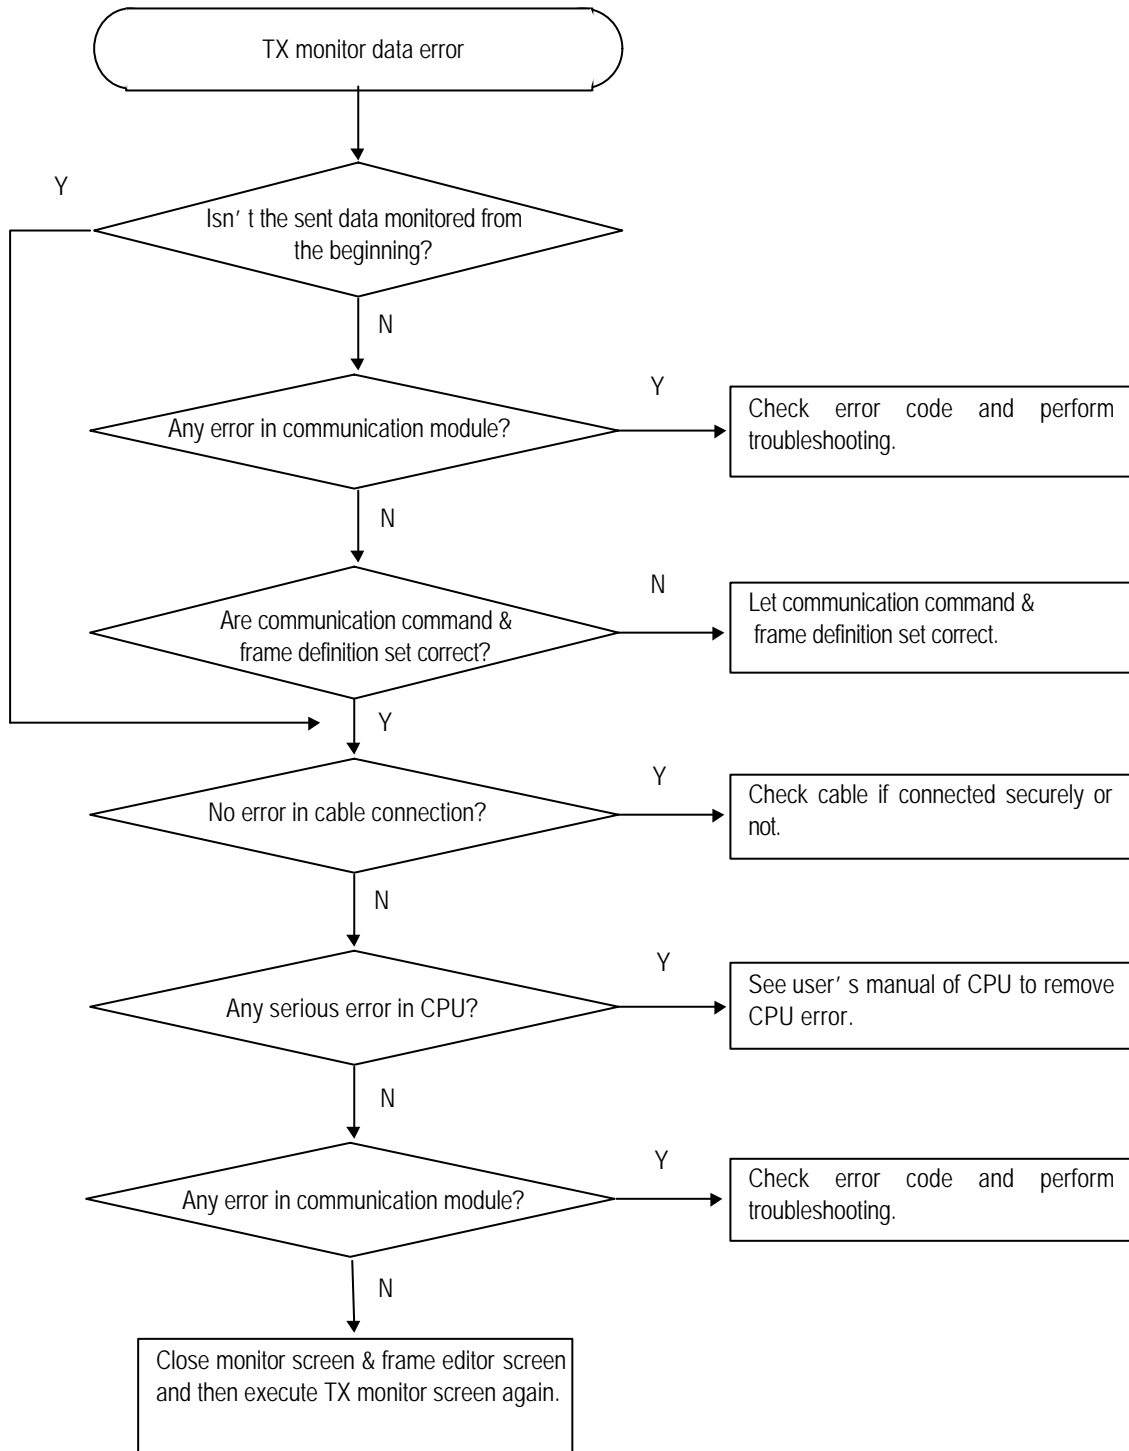 TX monitor data error
Y
Isn' t the sent data monitored from
the beginning?
N
Any error in communication module?
Y
Check error code and perform
troubleshooting.
N
Are communication command &
frame definition set correct?
N
Let communication command &
frame definition set correct.
Y
No error in cable connection?
Y
Check cable if connected securely or
not.
N
Any serious error in CPU?
Y
See user' s manual of CPU to remove
CPU error.
N
Any error in communication module?
Y
Check error code and perform
troubleshooting.
N
Close monitor screen & frame editor screen
and then execute TX monitor screen again.